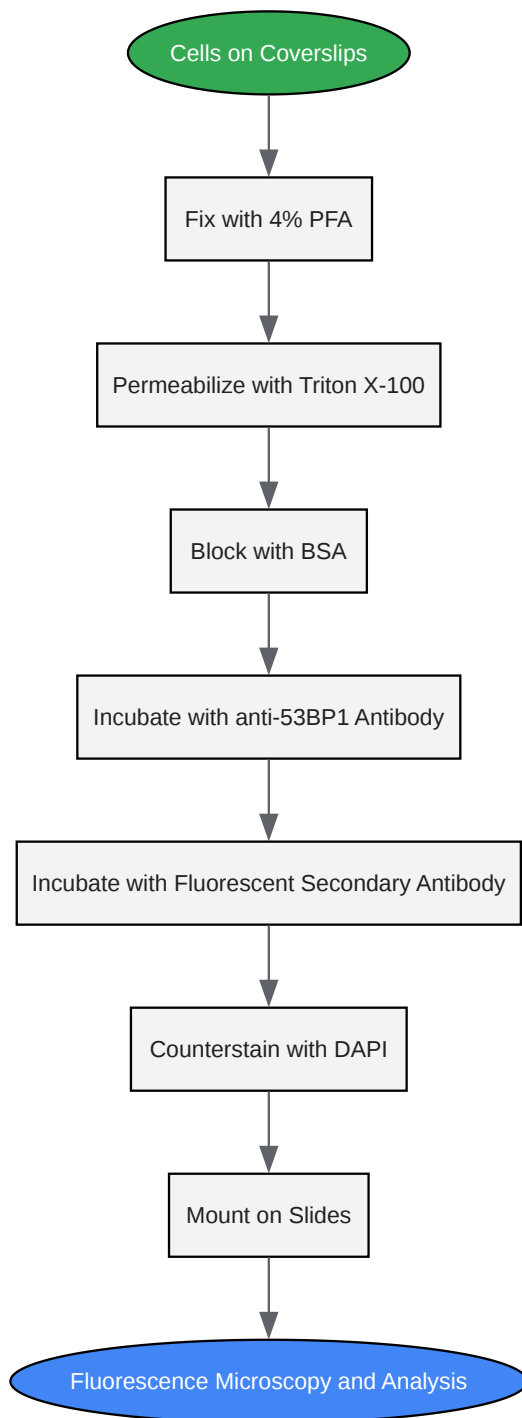 Cells on Coverslips
Fix with 4% PFA
Permeabilize with Triton X-100
Block with BSA
Incubate with anti-53BP1 Antibody
Incubate with Fluorescent Secondary Antibody
Counterstain with DAPI
Mount on Slides
Fluorescence Microscopy and Analysis